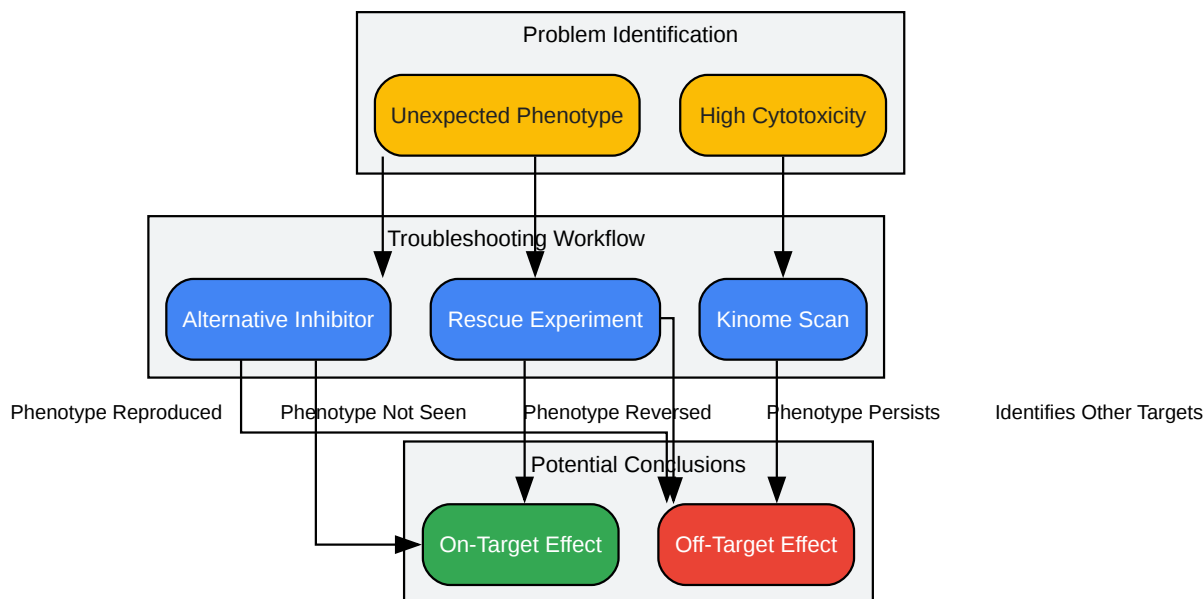 Problem Identification
Unexpected Phenotype
High Cytotoxicity
Troubleshooting Workflow
Alternative Inhibitor
Rescue Experiment
Kinome Scan
Phenotype Reproduced
Phenotype Not Seen
Phenotype Reversed
Phenotype Persists
Identifies Other Targets
Potential Conclusions
On-Target Effect
Off-Target Effect